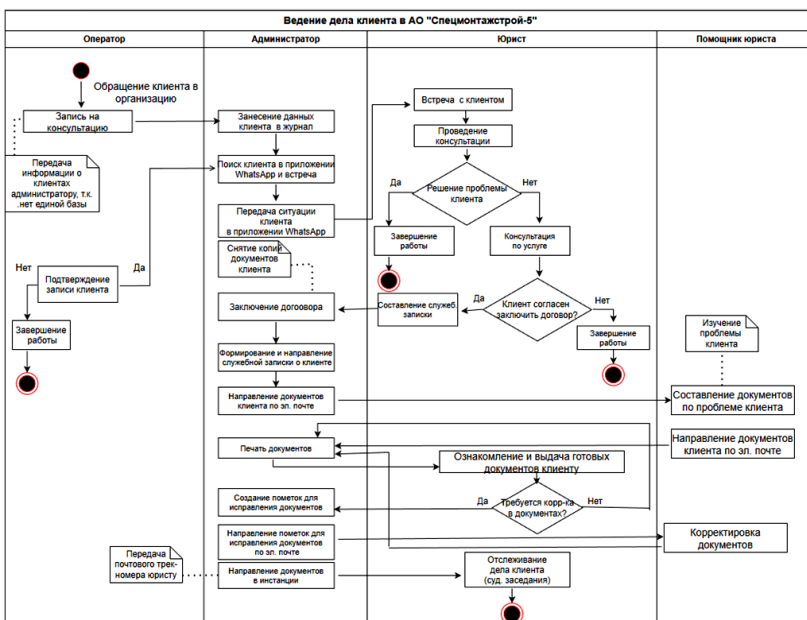 Ведение дела клиента в АО "Спецмонтажстрой-5"
Оператор
Администратор
Юрист
Помощник юриста
Обращение клиента в
организацию
Запись на
консультацию
Передача
информации о
клиентах
администратору, т.к.
.нет единой базы
Нет
Да
Подтверждение
записи клиента
Завершение
работы
Передача
почтового трек-
номера юристу
Занесение данных
клиента в журнал
Поиск клиента в приложении
WhatsApp и встреча
Передача ситуации
клиента
в приложении WhatsApp
Снятие копий
документов
клиента
Заключение догоовора
Формирование и направление
служебной записки о клиенте
Направление документов
клиента по эл. почте
Печать документов
Создание пометок для
исправления документов
Направление пометок для
исправления документов
по эл. почте
Направление документов
в инстанции
Встреча с клиентом
Проведение
консультации
Да
Нет
Решение проблемы
клиента
Завершение
работы
Консультация
по услуге
Составление служеб.
записки
Да
Нет
Клиент согласен
заключить договор?
Завершение
работы
Ознакомление и выдача готовых
документов клиенту
Да
Нет
Требуется корр-ка
в документах?
Отслеживание
дела клиента
(суд. заседания)
Изучение
проблемы
клиента
Составление документов
по проблеме клиента
Направление документов
клиента по эл. почте
Корректировка
документов